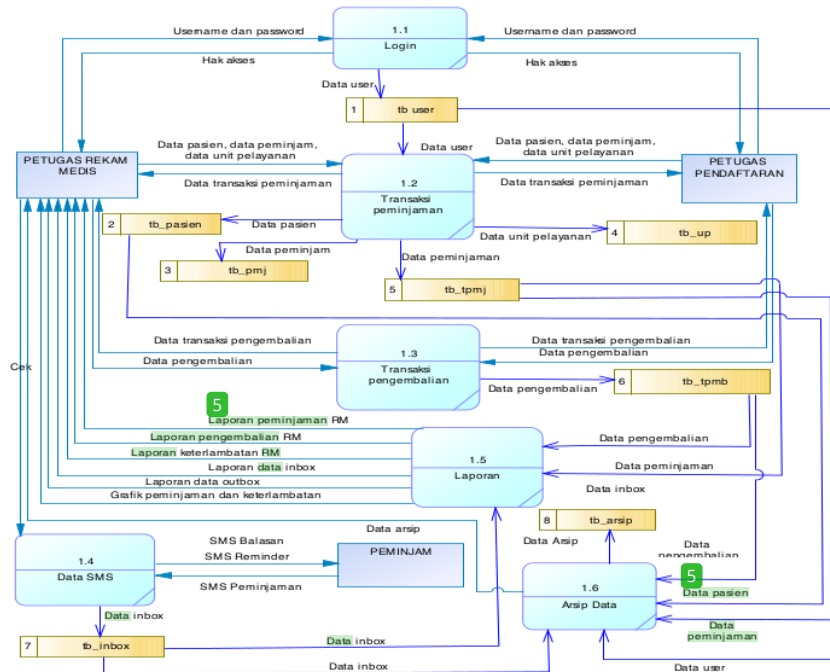 Username dan password
1.1
Login
Username dan password
Hak akses
Hak akses
Data user
1 tb user
Data user
Data pasien, data peminjam,
data unit pelayanan
Data pasien, data peminjam,
data unit pelayanan
PETUGAS REKAM
MEDIS
PETUGAS
PENDAFTARAN
1.2
Transaksi
peminjaman
Data transaksi peminjaman
Data transaksi peminjaman
2 tb_pasien
Data pasien
Data unit pelayanan
4 tb_up
Data peminjam
3 tb_pmj
Data peminjaman
5 tb_tpmj
Data transaksi pengembalian
Data pengembalian
1.3
Transaksi
pengembalian
Data transaksi pengembalian
Data pengembalian
Cek
Data pengembalian
6 tb_tpmb
5
Laporan peminjaman RM
Laporan pengembalian RM
Laporan keterlambatan RM
Laporan data inbox
Laporan data outbox
Grafik peminjaman dan keterlambatan
1.5
Laporan
Data pengembalian
Data peminjaman
Data inbox
Data arsip
8 tb_arsip
Data Arsip
1.4
Data SMS
SMS Balasan
SMS Reminder
SMS Peminjaman
PEMINJAM
Data
pengembalian
5
Data pasien
1.6
Arsip Data
Data
peminjaman
Data inbox
7 tb_inbox
Data inbox
Data inbox
Data user